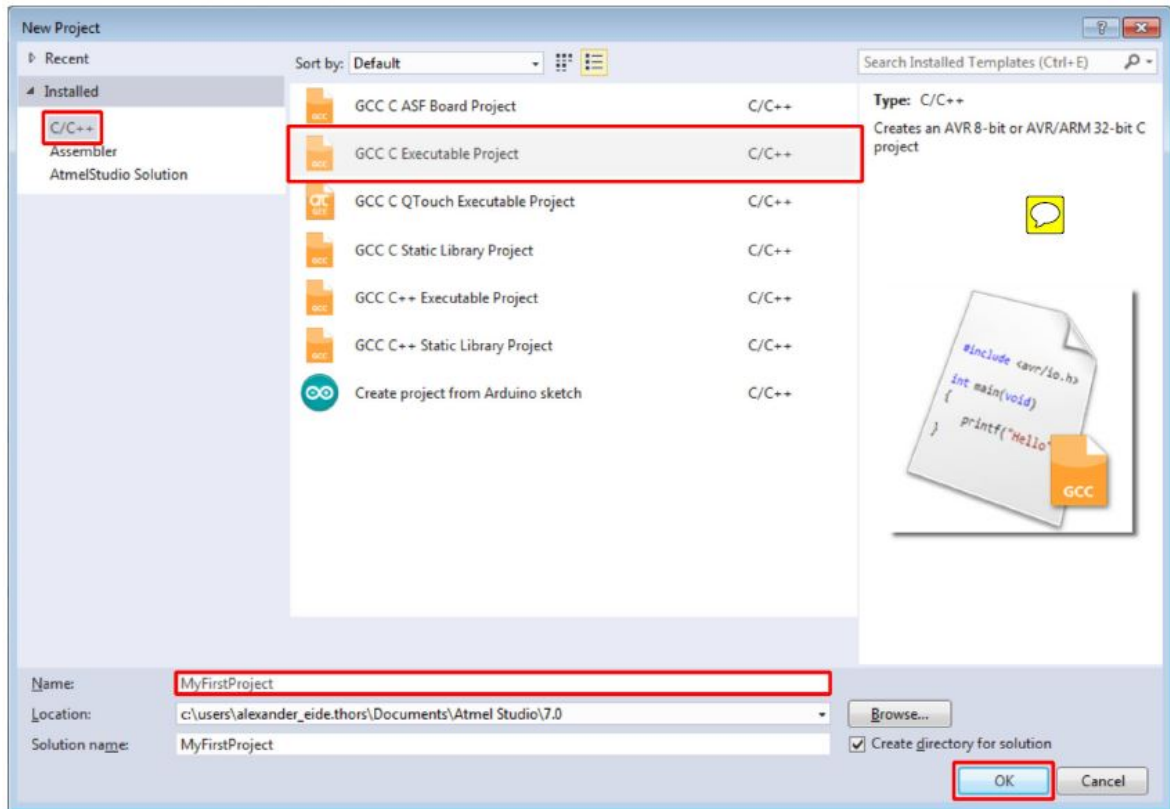 New Project
Recent
Sort by: Default
Search Installed Templates (Ctrl+E)
Installed
C/C++
Assembler
AtmelStudio Solution
GCC C ASF Board Project C/C++
GCC C Executable Project C/C++
GCC C QTouch Executable Project C/C++
GCC C Static Library Project C/C++
GCC C++ Executable Project C/C++
GCC C++ Static Library Project C/C++
Create project from Arduino sketch C/C++
Type: C/C++
Creates an AVR 8-bit or AVR/ARM 32-bit C
project
#include <avr/io.h>
int main(void)
{
printf("Hello"
}
GCC
Name: MyFirstProject
Location: c:\users\alexander_eide.thors\Documents\Atmel Studio\7.0
Browse...
Solution name: MyFirstProject
Create directory for solution
OK Cancel